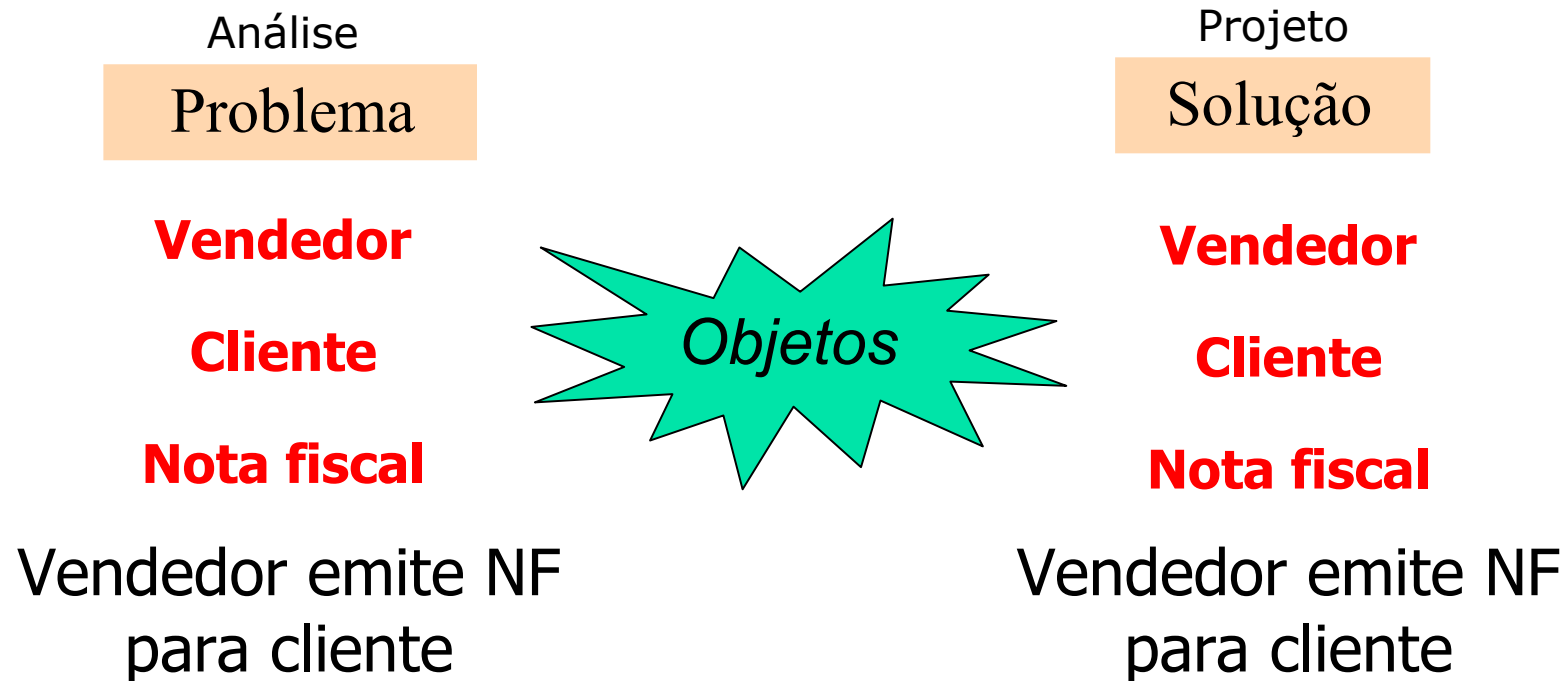 Análise
Problema
Vendedor
Cliente
Nota fiscal
Vendedor emite NF
para cliente
Objetos
Projeto
Solução
Vendedor
Cliente
Nota fiscal
Vendedor emite NF
para cliente